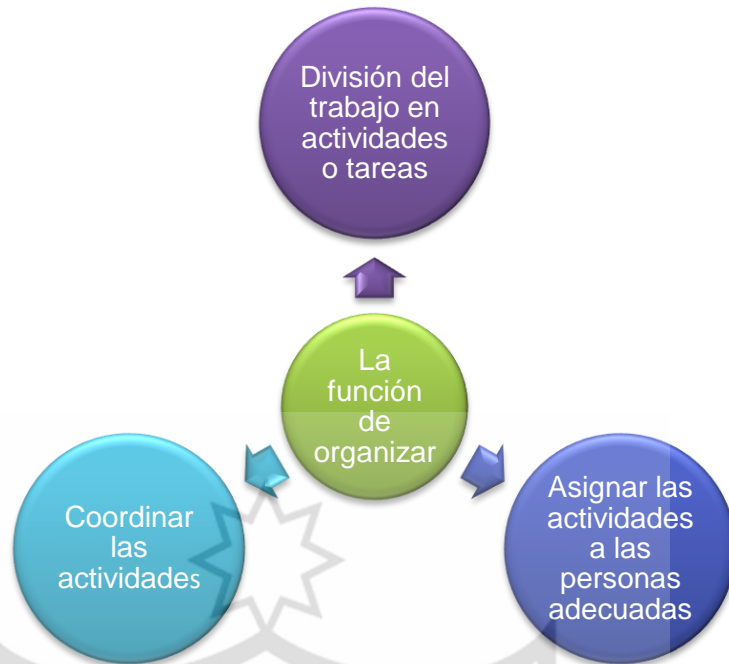 División del
trabajo en
actividades
o tareas
La
función
de
organizar
Coordinar
las
actividades
Asignar las
actividades
a las
personas
adecuadas